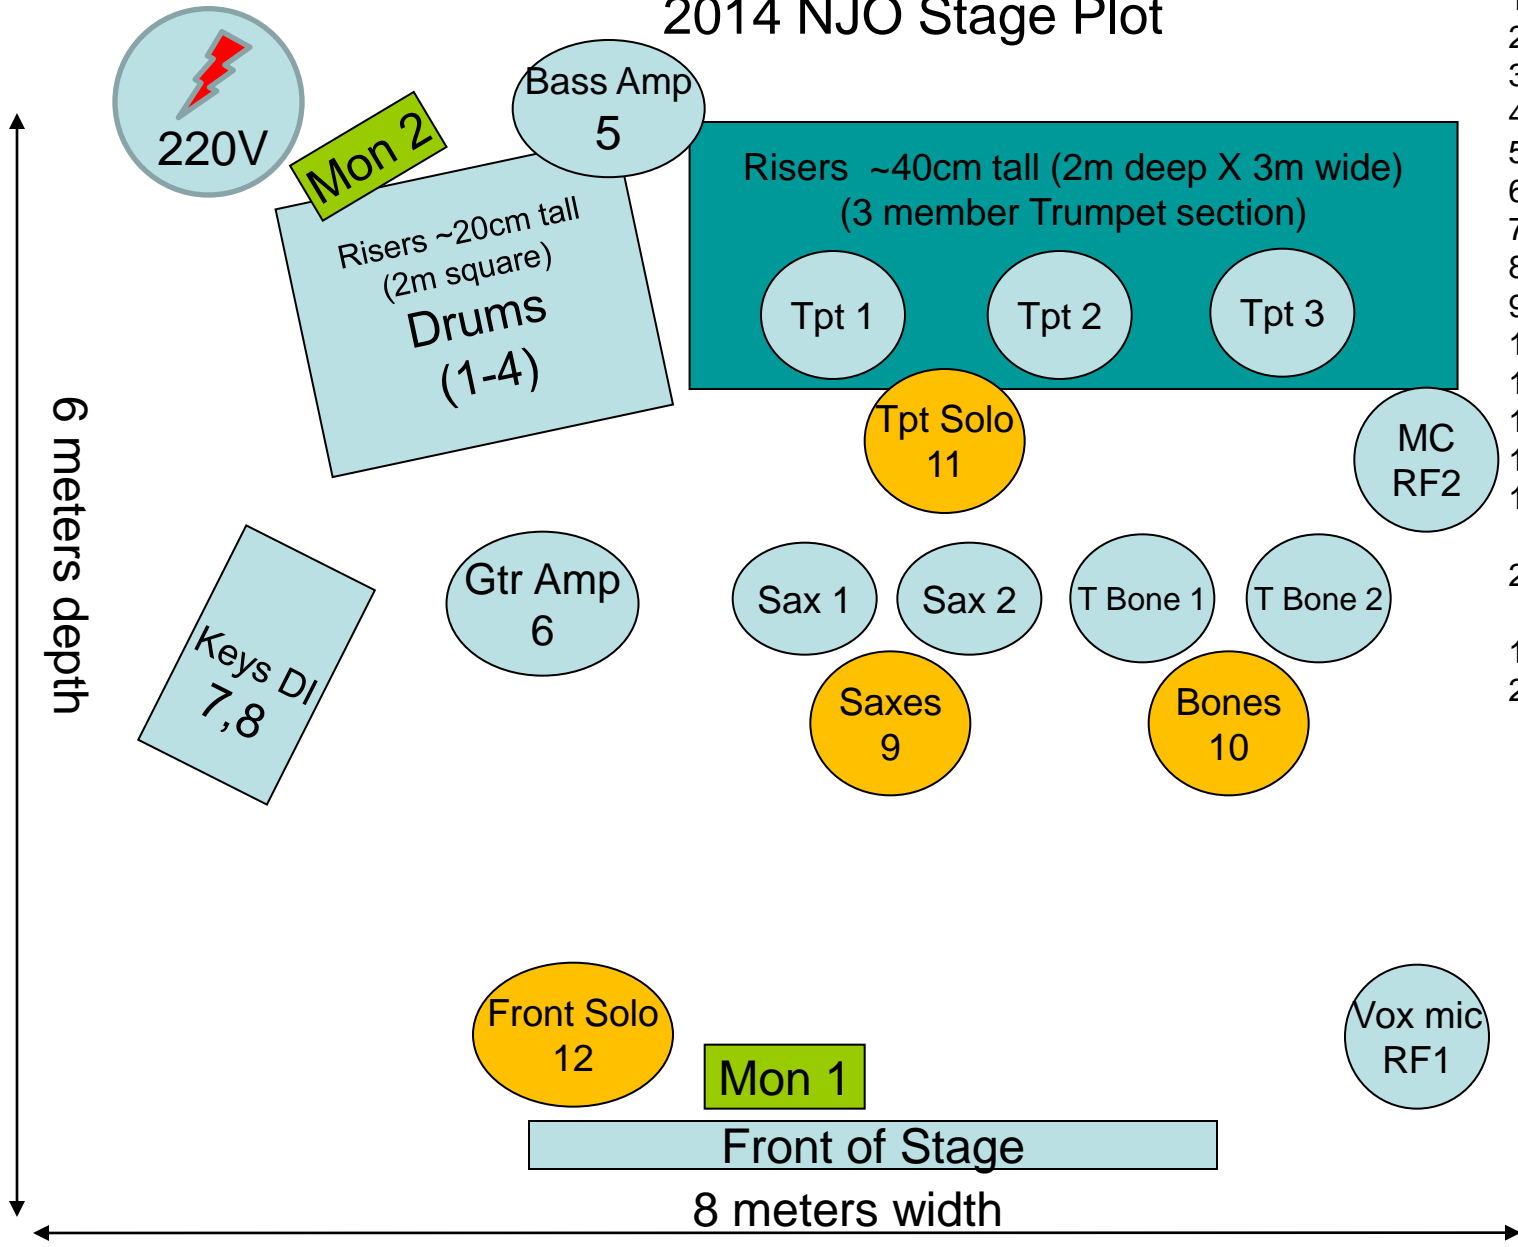 2014 NJO Stage Plot
220V
Mon 2
Bass Amp
5
Risers ~40cm tall (2m deep X 3m wide)
(3 member Trumpet section)
Risers ~20cm tall
(2m square)
Drums
(1-4)
Tpt 1
Tpt 2
Tpt 3
Tpt Solo
11
MC
RF2
6 meters depth
Keys DI
7,8
Gtr Amp
6
Sax 1
Sax 2
T Bone 1
T Bone 2
Saxes
9
Bones
10
Front Solo
12
Mon 1
Vox mic
RF1
Front of Stage
8 meters width